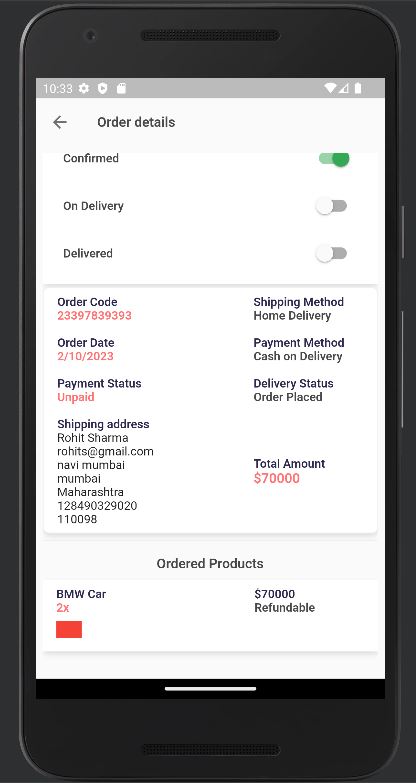 10:33
Order details
Confirmed
On Delivery
Delivered
Order Code
23397839393
Shipping Method
Home Delivery
Order Date
2/10/2023
Payment Method
Cash on Delivery
Payment Status
Unpaid
Delivery Status
Order Placed
Shipping address
Rohit Sharma
rohits@gmail.com
navi mumbai
mumbai
Maharashtra
128490329020
110098
Total Amount
$70000
Ordered Products
BMW Car
2x
$70000
Refundable